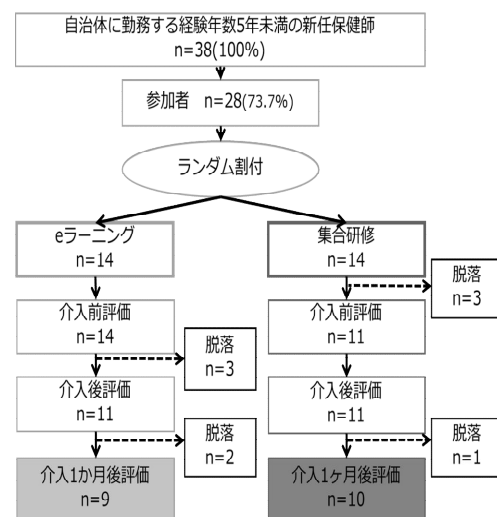 自治体に勤務する経験年数5年未満の新任保健師
n=38(100%)
参加者 n=28(73.7%)
ランダム割付
eラーニング
n=14
集合研修
n=14
脱落
n=3
介入前評価
n=14
介入前評価
n=11
脱落
n=3
介入後評価
n=11
介入後評価
n=11
脱落
n=2
脱落
n=1
介入1か月後評価
n=9
介入1ヶ月後評価
n=10